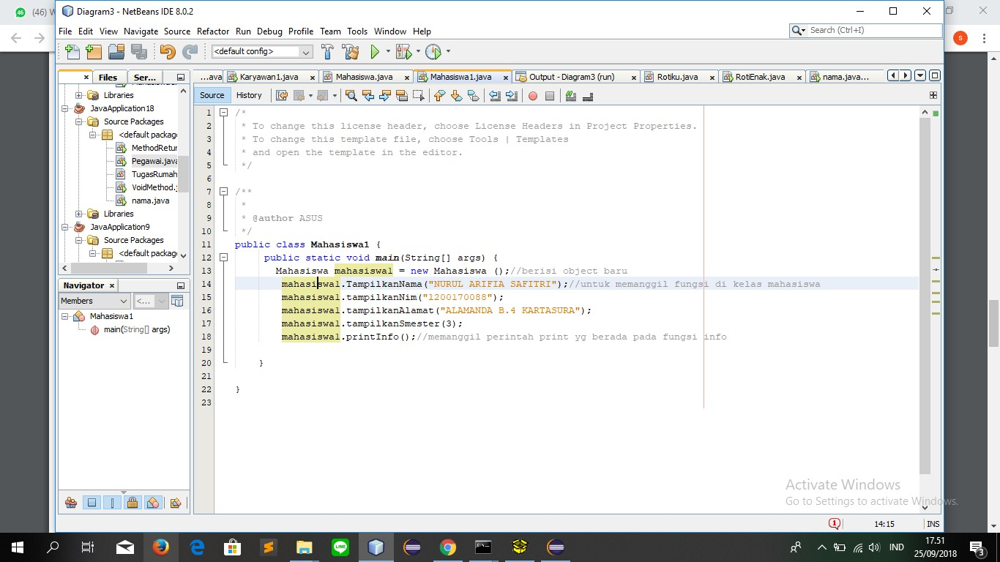 (46) W
Diagram3 - NetBeans IDE 8.0.2
File Edit View Navigate Source Refactor Run Debug Profile Team Tools Window Help
Search (Ctrl+I)
S
<default config>
Files Ser...
...ava Karyawan1.java Mahasiswa.java Mahasiswa1.java Output - Diagram3 (run) Rotiku.java RotiEnak.java nama.java...
Source History
Libraries
JavaApplication18
Source Packages
<default packag
MethodRetur
Pegawai.java
TugasRumah
VoidMethod.j
nama.java
Libraries
JavaApplication9
Source Packages
<default packag
Navigator
Members <...
Mahasiswa1
main(String[] args)
1 /*
2 * To change this license header, choose License Headers in Project Properties.
3 * To change this template file, choose Tools | Templates
4 * and open the template in the editor.
5 */
6
7 /**
8 *
9 * @author ASUS
10 */
11 public class Mahasiswa1 {
12 public static void main(String[] args) {
13 Mahasiswa mahasiswa1 = new Mahasiswa ();//berisi object baru
14 mahasiswa1.TampilkanNama("NURUL ARIFIA SAFITRI");//untuk memanggil fungsi di kelas mahasiswa
15 mahasiswa1.tampilkanNim("l200170088");
16 mahasiswa1.tampilkanAlamat("ALAMANDA B.4 KARTASURA");
17 mahasiswa1.tampilkanSmester(3);
18 mahasiswa1.printInfo();//memanggil perintah print yg berada pada fungsi info
19
20 }
21
22 }
23
Activate Windows
Go to Settings to activate Windows.
1 14:15 INS
IND 17.51
25/09/2018 3